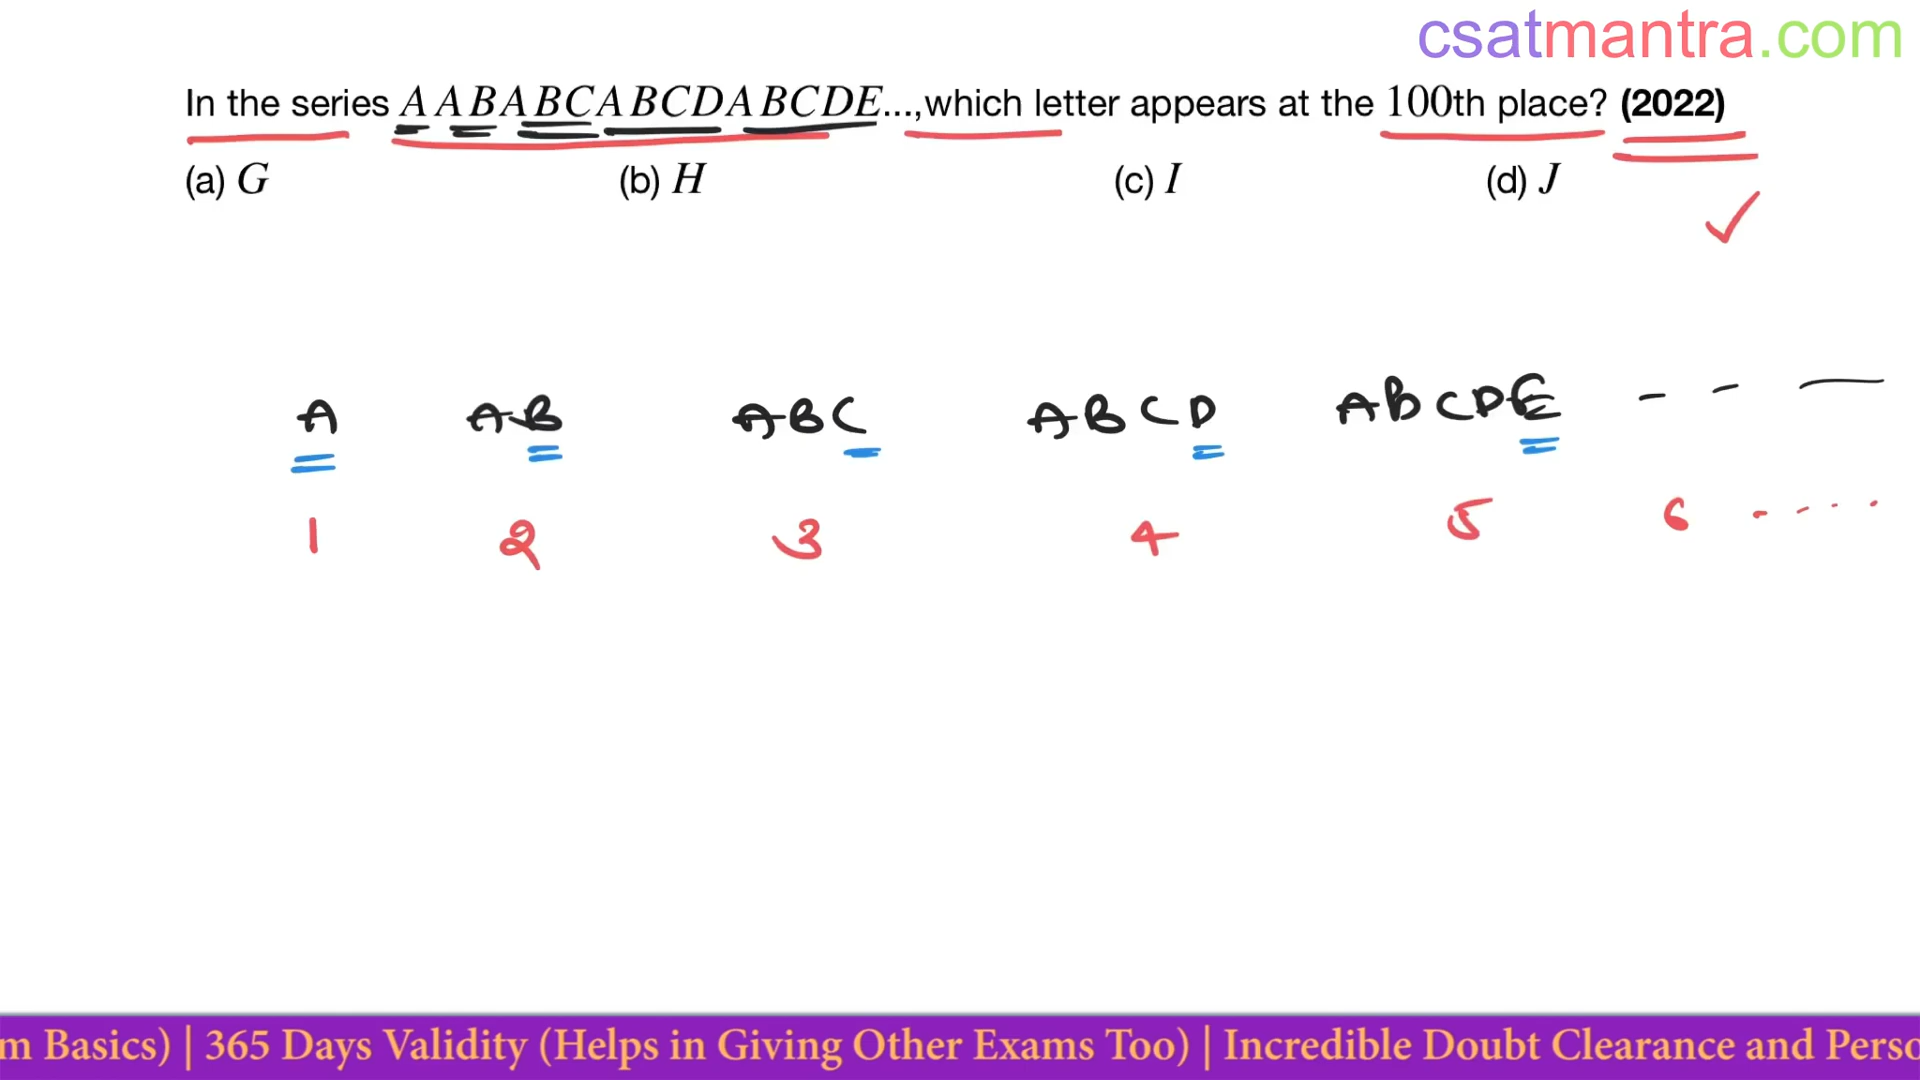 csatmantra.com
In the series A A B A B C A B C D A B C D E...,which letter appears at the 100th place? (2022)
(a) G (b) H (c) I (d) J
A AB ABC ABCD ABCDE - - —
1 2 3 4 5 6 .....
m Basics) | 365 Days Validity (Helps in Giving Other Exams Too) | Incredible Doubt Clearance and Perso